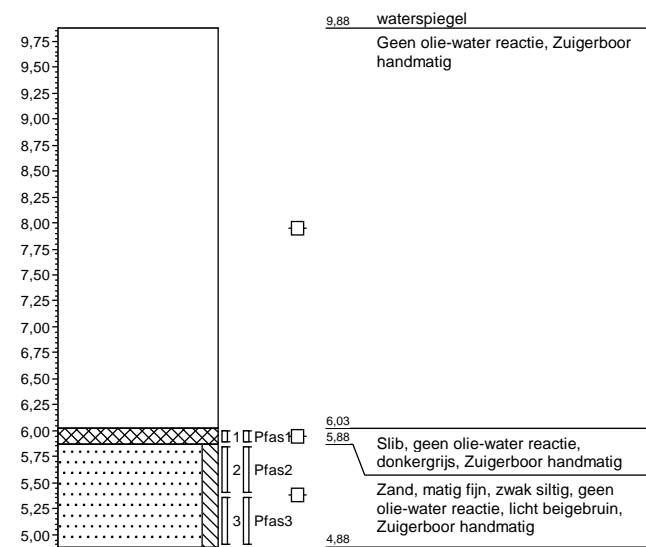 9,88 waterspiegel
Geen olie-water reactie, Zuigerboor
handmatig
9,75
9,50
9,25
9,00
8,75
8,50
8,25
8,00
7,75
7,50
7,25
7,00
6,75
6,50
6,25
6,00
5,75
5,50
5,25
5,00
1 Pfas1
2 Pfas2
3 Pfas3
6,03
5,88
Slib, geen olie-water reactie,
donkergrijs, Zuigerboor handmatig
Zand, matig fijn, zwak siltig, geen
olie-water reactie, licht beigebruin,
Zuigerboor handmatig
4,88